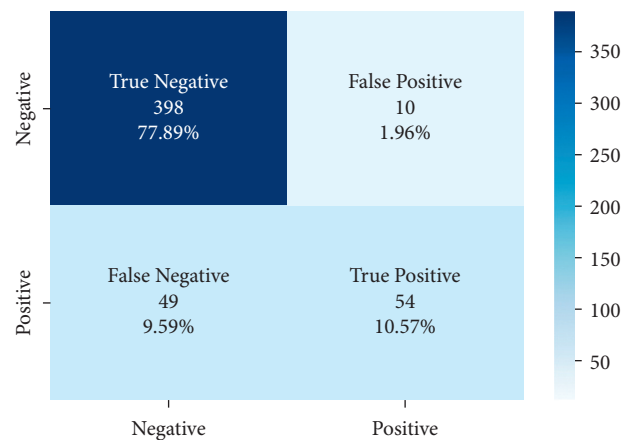 Negative
True Negative
398
77.89%
False Positive
10
1.96%
Positive
False Negative
49
9.59%
True Positive
54
10.57%
Negative
Positive
350
300
250
200
150
100
50